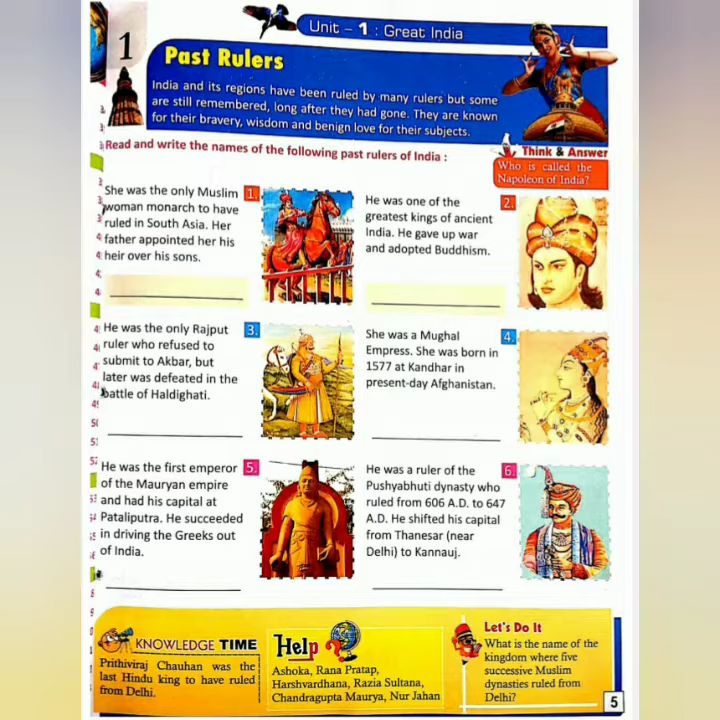 Unit – 1 : Great India
1
Past Rulers
India and its regions have been ruled by many rulers but some
are still remembered, long after they had gone. They are known
for their bravery, wisdom and benign love for their subjects.
Read and write the names of the following past rulers of India :
Think & Answer
Who is called the
Napoleon of India?
She was the only Muslim
woman monarch to have
ruled in South Asia. Her
father appointed her his
heir over his sons.
1.
He was one of the
greatest kings of ancient
India. He gave up war
and adopted Buddhism.
2.
He was the only Rajput
ruler who refused to
submit to Akbar, but
later was defeated in the
battle of Haldighati.
3.
She was a Mughal
Empress. She was born in
1577 at Kandhar in
present-day Afghanistan.
4.
He was the first emperor
of the Mauryan empire
and had his capital at
Pataliputra. He succeeded
in driving the Greeks out
of India.
5.
He was a ruler of the
Pushyabhuti dynasty who
ruled from 606 A.D. to 647
A.D. He shifted his capital
from Thanesar (near
Delhi) to Kannauj.
6.
KNOWLEDGE TIME
Prithiviraj Chauhan was the
last Hindu king to have ruled
from Delhi.
Help ?
Ashoka, Rana Pratap,
Harshvardhana, Razia Sultana,
Chandragupta Maurya, Nur Jahan
Let's Do It
What is the name of the
kingdom where five
successive Muslim
dynasties ruled from
Delhi?
5